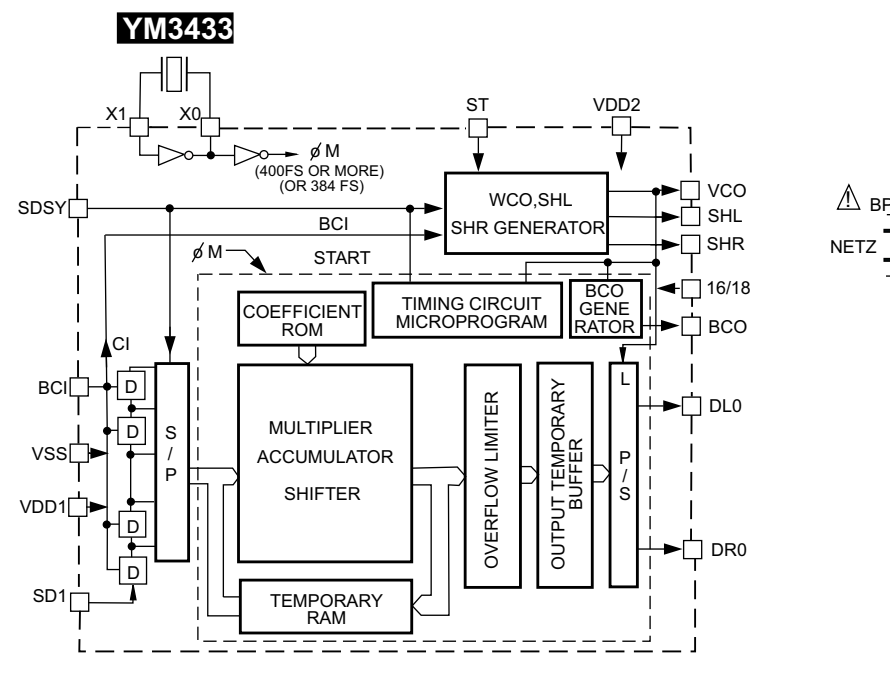 YM3433
X1
X0
ST
VDD2
ø M
(400FS OR MORE)
(OR 384 FS)
SDSY
WCO,SHL
SHR GENERATOR
VCO
SHL
SHR
BCI
ø M
START
NETZ
COEFFICIENT
ROM
TIMING CIRCUIT
MICROPROGRAM
BCO
GENE
RATOR
16/18
BCO
CI
BCI
D
D
D
D
VSS
VDD1
SD1
S
/
P
MULTIPLIER
ACCUMULATOR
SHIFTER
OVERFLOW LIMITER
OUTPUT TEMPORARY
BUFFER
L
P
/
S
DL0
DR0
TEMPORARY
RAM